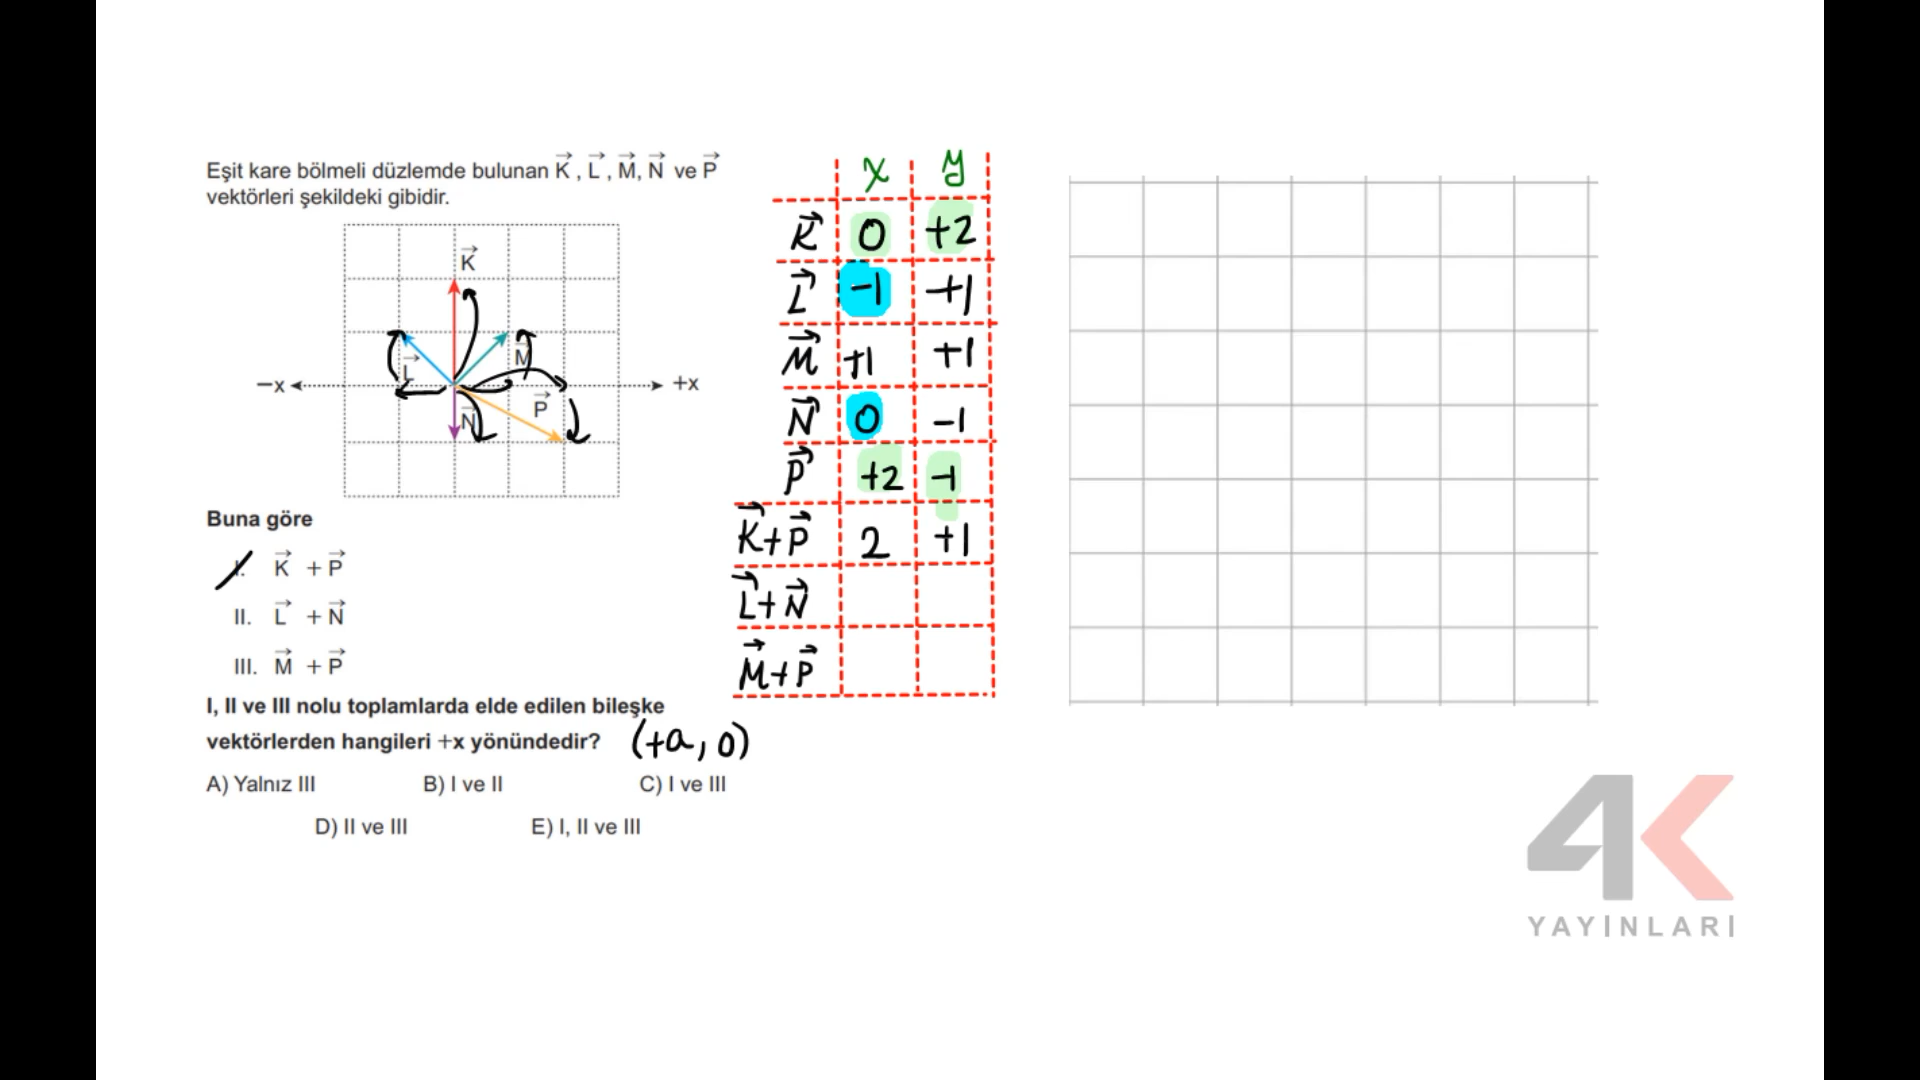 Eşit kare bölmeli düzlemde bulunan K⃗ , L⃗ , M⃗, N⃗ ve P⃗
vektörleri şekildeki gibidir.
K⃗
L⃗
M⃗
−x
+x
N⃗
P⃗
Buna göre
I. K⃗ + P⃗
II. L⃗ + N⃗
III. M⃗ + P⃗
I, II ve III nolu toplamlarda elde edilen bileşke
vektörlerden hangileri +x yönündedir? (+a, 0)
A) Yalnız III B) I ve II C) I ve III
D) II ve III E) I, II ve III
x y
K⃗ 0 +2
L⃗ -1 +1
M⃗ +1 +1
N⃗ 0 -1
P⃗ +2 -1
K⃗+P⃗ 2 +1
L⃗+N⃗
M⃗+P⃗
4K
YAYINLARI